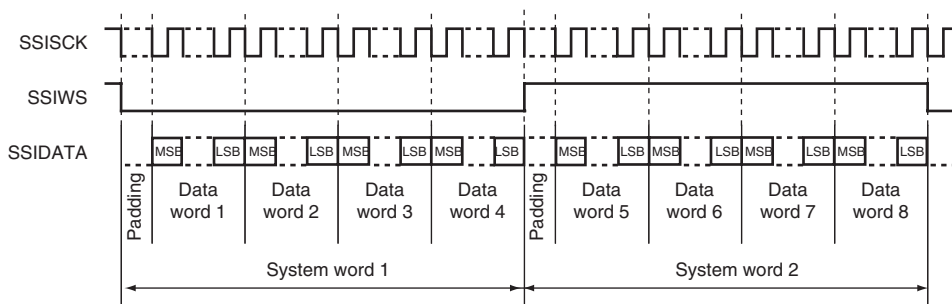 SSISCK
SSIWS
SSIDATA
MSB LSB MSB LSB MSB LSB MSB LSB MSB LSB MSB LSB MSB LSB MSB LSB
Padding
Data
word 1
Data
word 2
Data
word 3
Data
word 4
Padding
Data
word 5
Data
word 6
Data
word 7
Data
word 8
System word 1
System word 2